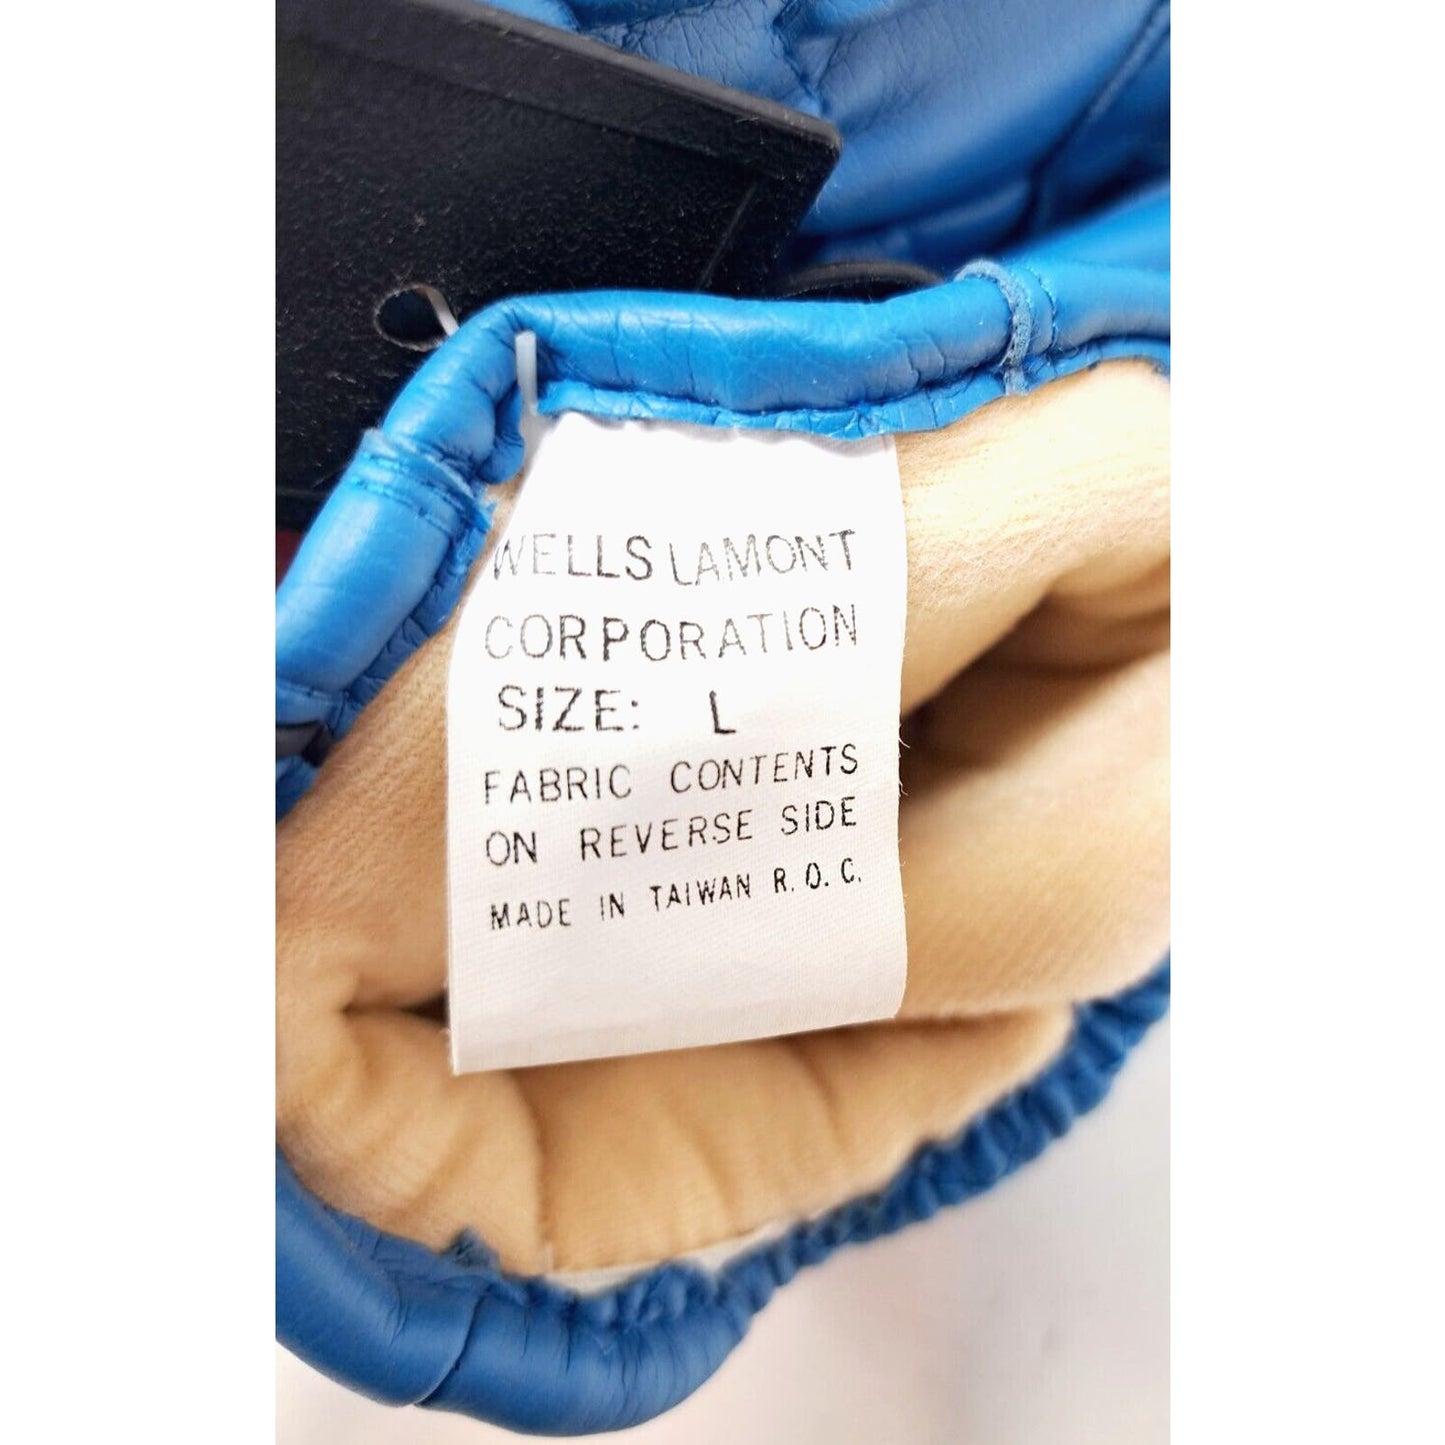 WELLS LAMONT
CORPORATION
SIZE: L
FABRIC CONTENTS
ON REVERSE SIDE
MADE IN TAIWAN R.O.C.